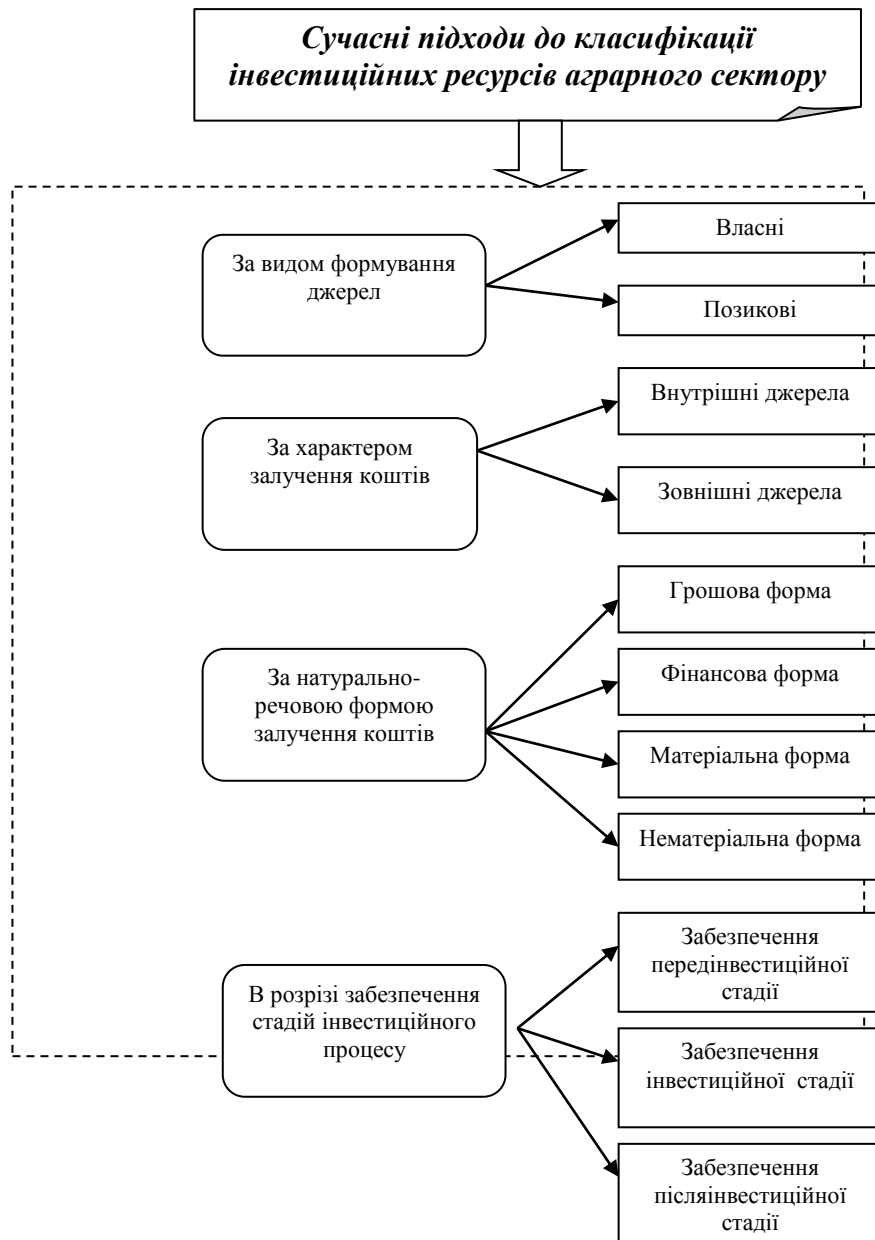 Сучасні підходи до класифікації
інвестиційних ресурсів аграрного сектору
За видом формування
джерел
Власні
Позикові
За характером
залучення коштів
Внутрішні джерела
Зовнішні джерела
За натурально-
речовою формою
залучення коштів
Грошова форма
Фінансова форма
Матеріальна форма
Нематеріальна форма
В розрізі забезпечення
стадій інвестиційного
процесу
Забезпечення
передінвестиційної
стадії
Забезпечення
інвестиційної стадії
Забезпечення
післяінвестиційної
стадії